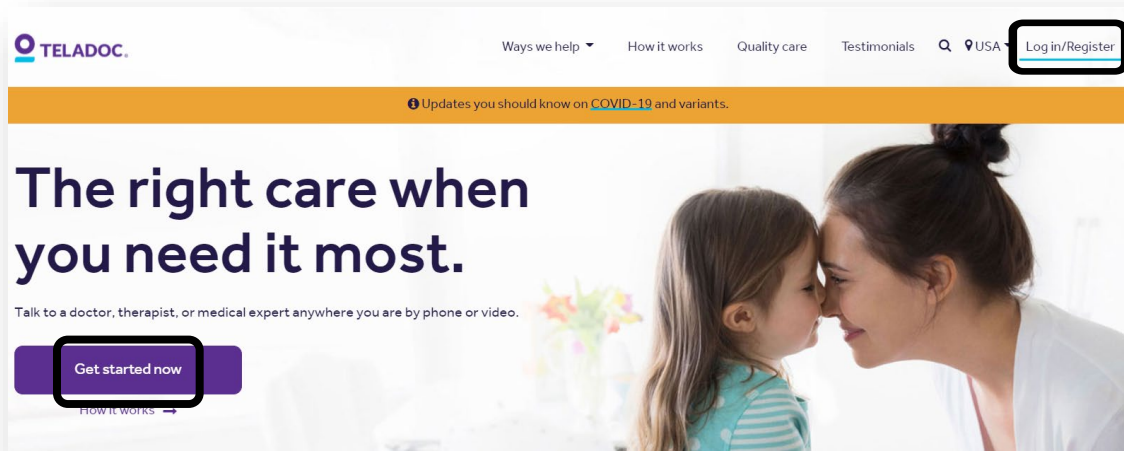 TELADOC.
Ways we help How it works Quality care Testimonials USA Log in/Register
Updates you should know on COVID-19 and variants.
The right care when
you need it most.
Talk to a doctor, therapist, or medical expert anywhere you are by phone or video.
Get started now
How it works →